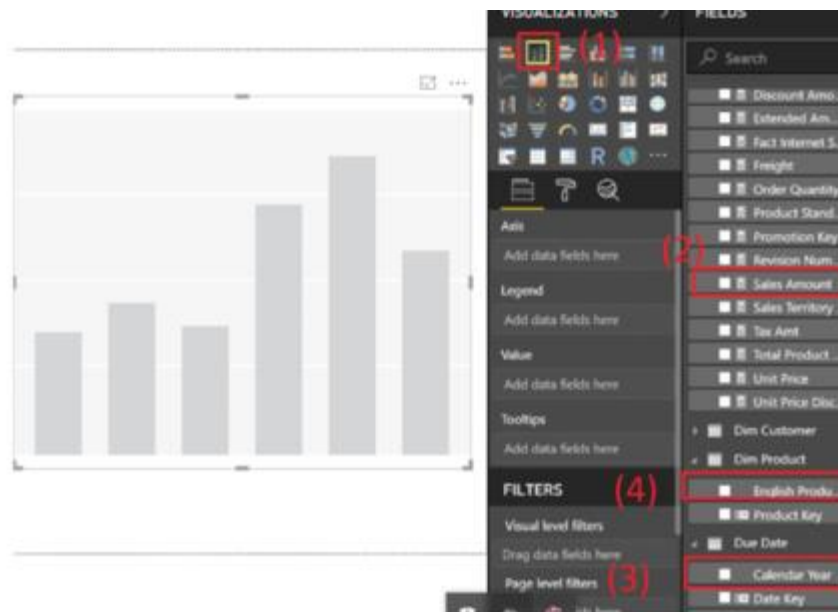 VISUALIZATIONS
(1)
R
Axis
Add data fields here
Legend
Add data fields here
Value
Add data fields here
Tooltips
Add data fields here
FILTERS
(4)
Visual level filters
Drag data fields here
(3)
Page level filters
FIELDS
Search
Discount Amo...
Extended Am...
Fact Internet S...
Freight
Order Quantity
Product Stand...
Promotion Key
(2)
Revision Num...
Sales Amount
Sales Territory
Tax Amt
Total Product...
Unit Price
Unit Price Disc...
Dim Customer
Dim Product
English Produ...
Product Key
Due Date
Calendar Year
Date Key